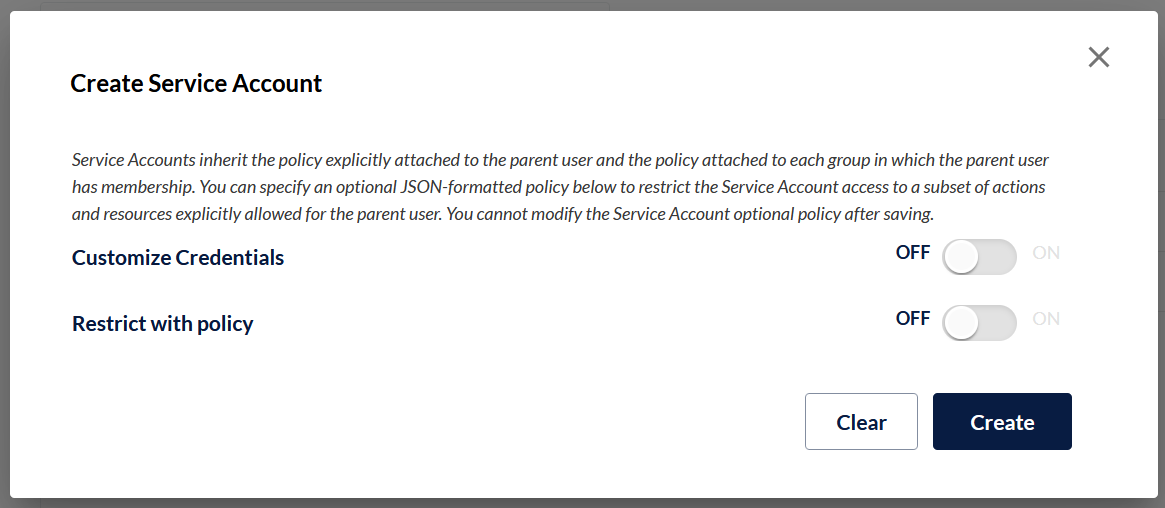 Create Service Account
Service Accounts inherit the policy explicitly attached to the parent user and the policy attached to each group in which the parent user
has membership. You can specify an optional JSON-formatted policy below to restrict the Service Account access to a subset of actions
and resources explicitly allowed for the parent user. You cannot modify the Service Account optional policy after saving.
Customize Credentials OFF ON
Restrict with policy OFF ON
Clear Create